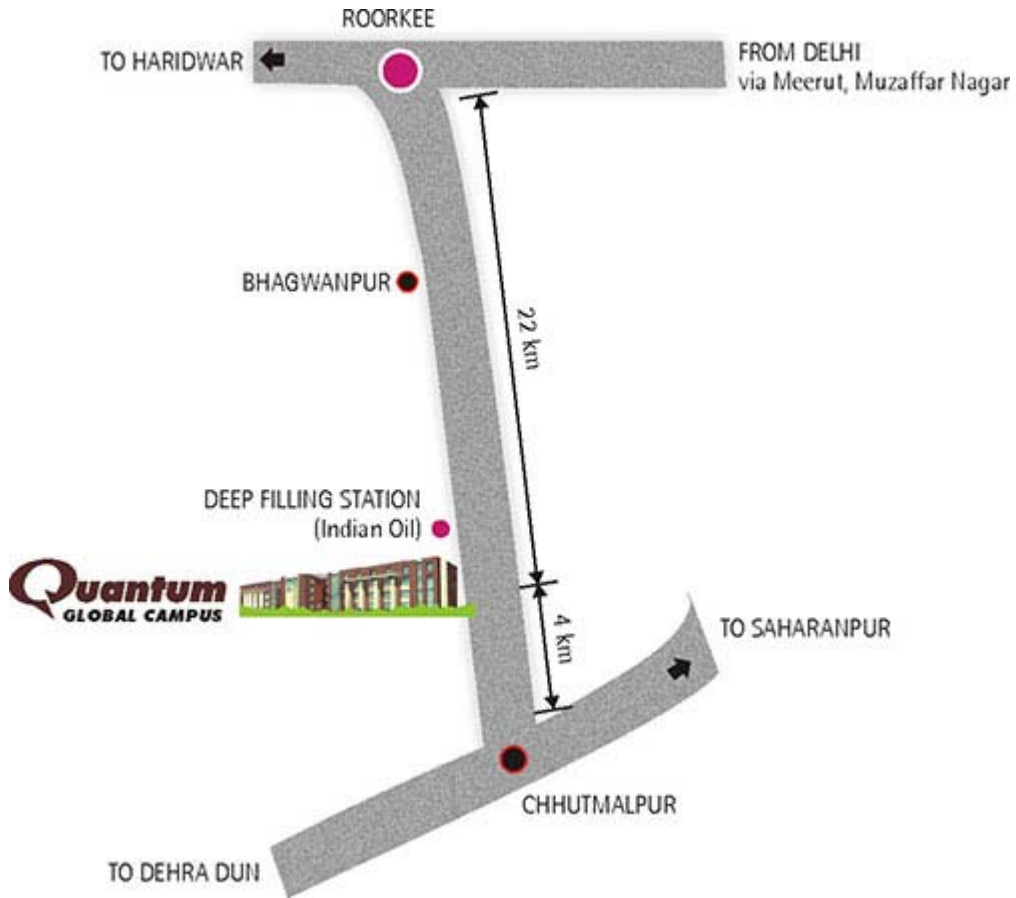 ROORKEE
TO HARIDWAR
FROM DELHI
via Meerut, Muzaffar Nagar
BHAGWANPUR
22 km
DEEP FILLING STATION
(Indian Oil)
Quantum
GLOBAL CAMPUS
4 km
TO SAHARANPUR
CHHUTMALPUR
TO DEHRA DUN